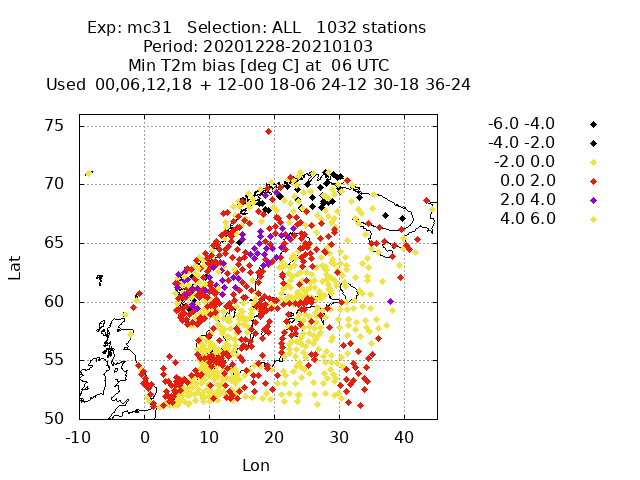 Exp: mc31   Selection: ALL   1032 stations
Period: 20201228-20210103
Min T2m bias [deg C] at  06 UTC
Used  00,06,12,18  + 12-00 18-06 24-12 30-18 36-24
-6.0 -4.0
-4.0 -2.0
-2.0 0.0
0.0 2.0
2.0 4.0
4.0 6.0
75
70
65
60
55
50
Lat
-10 0 10 20 30 40
Lon